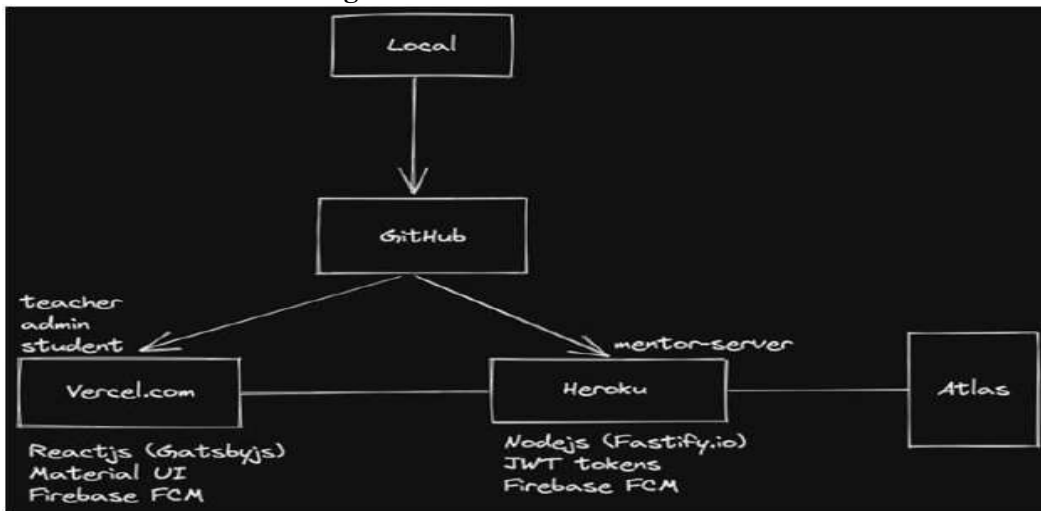 Local
GitHub
teacher
admin
student
mentor-server
Vercel.com
Heroku
Atlas
Reactjs (Gatsbyjs)
Material UI
Firebase FCM
Nodejs (Fastify.io)
JWT tokens
Firebase FCM